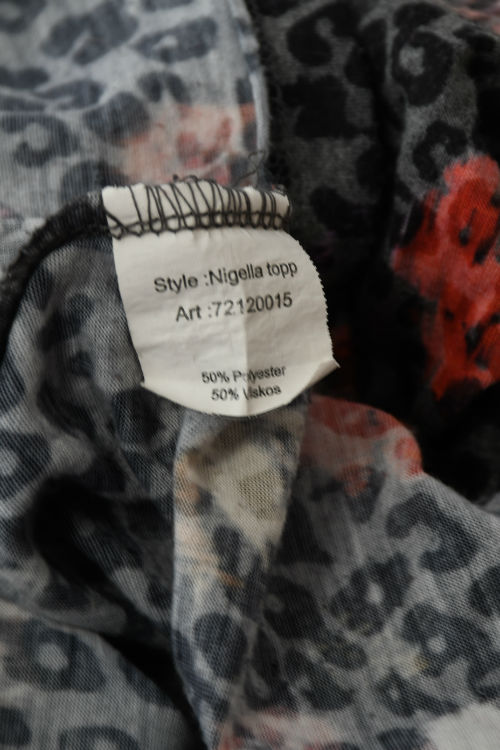 Style :Nigella topp
Art :72120015
50% Polyester
50% Viskos